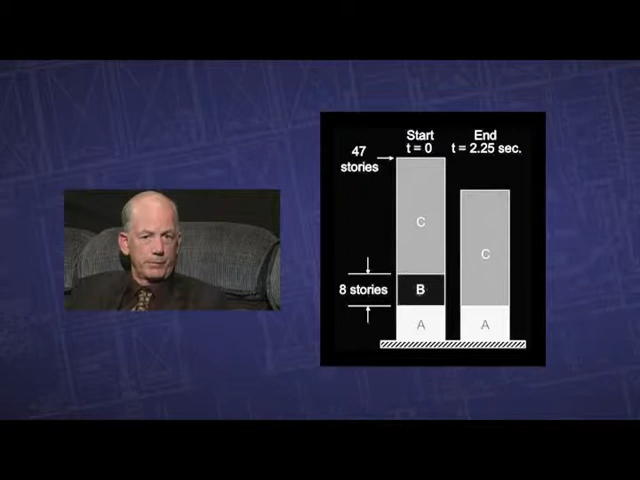 Start
t = 0
End
t = 2.25 sec.
47
stories
C
C
8 stories
B
A
A